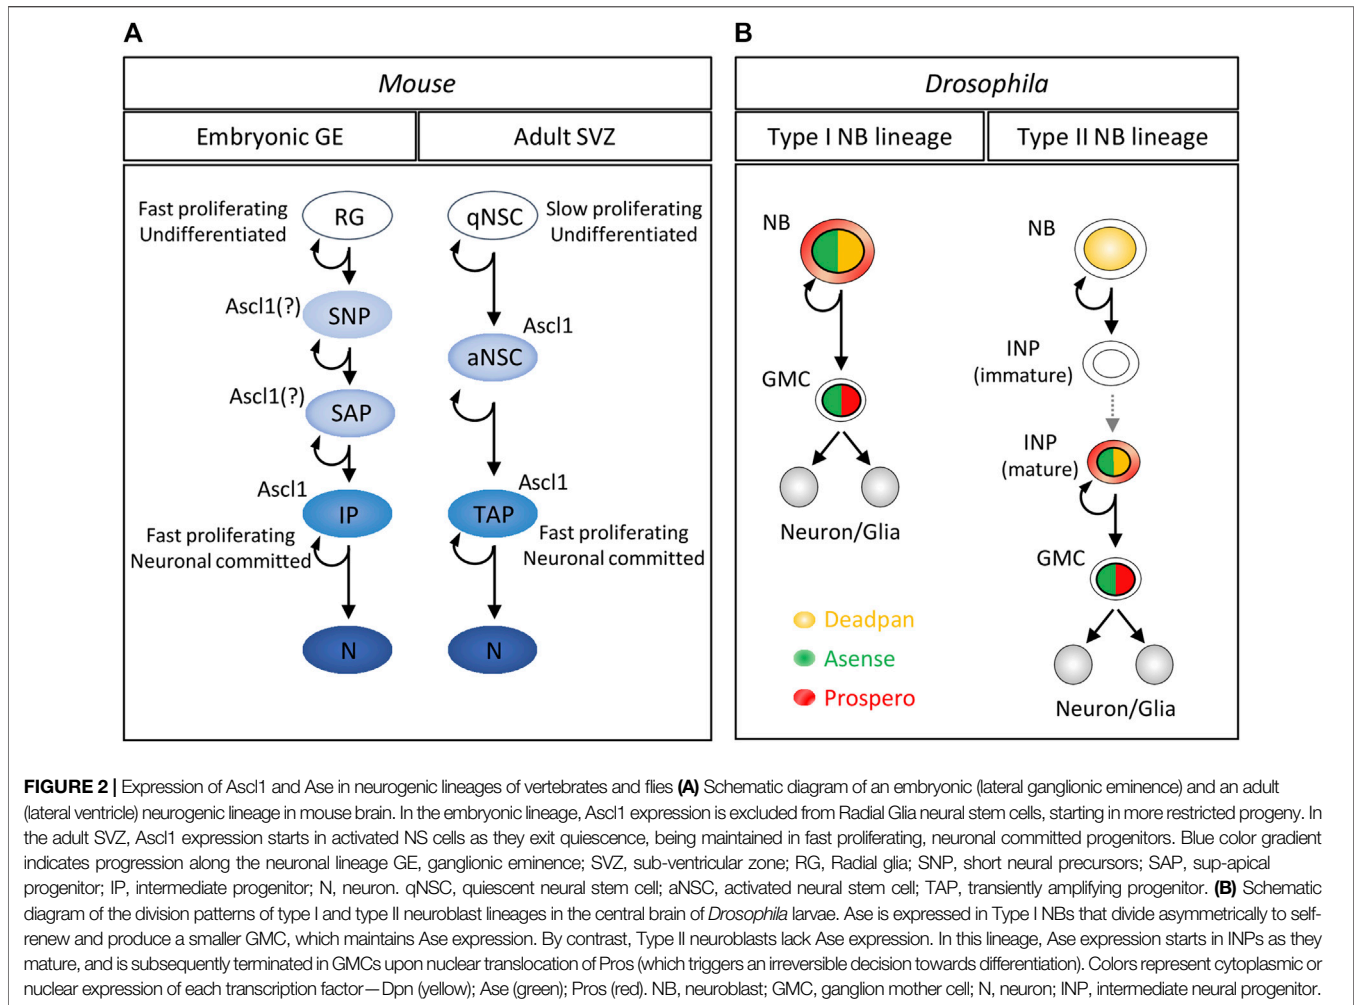 A
Mouse
Embryonic GE
Adult SVZ
Fast proliferating
Undifferentiated
RG
Ascl1(?)
SNP
Ascl1(?)
SAP
Ascl1
IP
Fast proliferating
Neuronal committed
N
qNSC
Slow proliferating
Undifferentiated
Ascl1
aNSC
Ascl1
TAP
Fast proliferating
Neuronal committed
N
B
Drosophila
Type I NB lineage
Type II NB lineage
NB
GMC
Neuron/Glia
Deadpan
Asense
Prospero
NB
INP
(immature)
INP
(mature)
GMC
Neuron/Glia
FIGURE 2 | Expression of Ascl1 and Ase in neurogenic lineages of vertebrates and flies (A) Schematic diagram of an embryonic (lateral ganglionic eminence) and an adult
(lateral ventricle) neurogenic lineage in mouse brain. In the embryonic lineage, Ascl1 expression is excluded from Radial Glia neural stem cells, starting in more restricted progeny. In
the adult SVZ, Ascl1 expression starts in activated NS cells as they exit quiescence, being maintained in fast proliferating, neuronal committed progenitors. Blue color gradient
indicates progression along the neuronal lineage GE, ganglionic eminence; SVZ, sub-ventricular zone; RG, Radial glia; SNP, short neural precursors; SAP, sup-apical
progenitor; IP, intermediate progenitor; N, neuron. qNSC, quiescent neural stem cell; aNSC, activated neural stem cell; TAP, transiently amplifying progenitor. (B) Schematic
diagram of the division patterns of type I and type II neuroblast lineages in the central brain of Drosophila larvae. Ase is expressed in Type I NBs that divide asymmetrically to self-
renew and produce a smaller GMC, which maintains Ase expression. By contrast, Type II neuroblasts lack Ase expression. In this lineage, Ase expression starts in INPs as they
mature, and is subsequently terminated in GMCs upon nuclear translocation of Pros (which triggers an irreversible decision towards differentiation). Colors represent cytoplasmic or
nuclear expression of each transcription factor—Dpn (yellow); Ase (green); Pros (red). NB, neuroblast; GMC, ganglion mother cell; N, neuron; INP, intermediate neural progenitor.